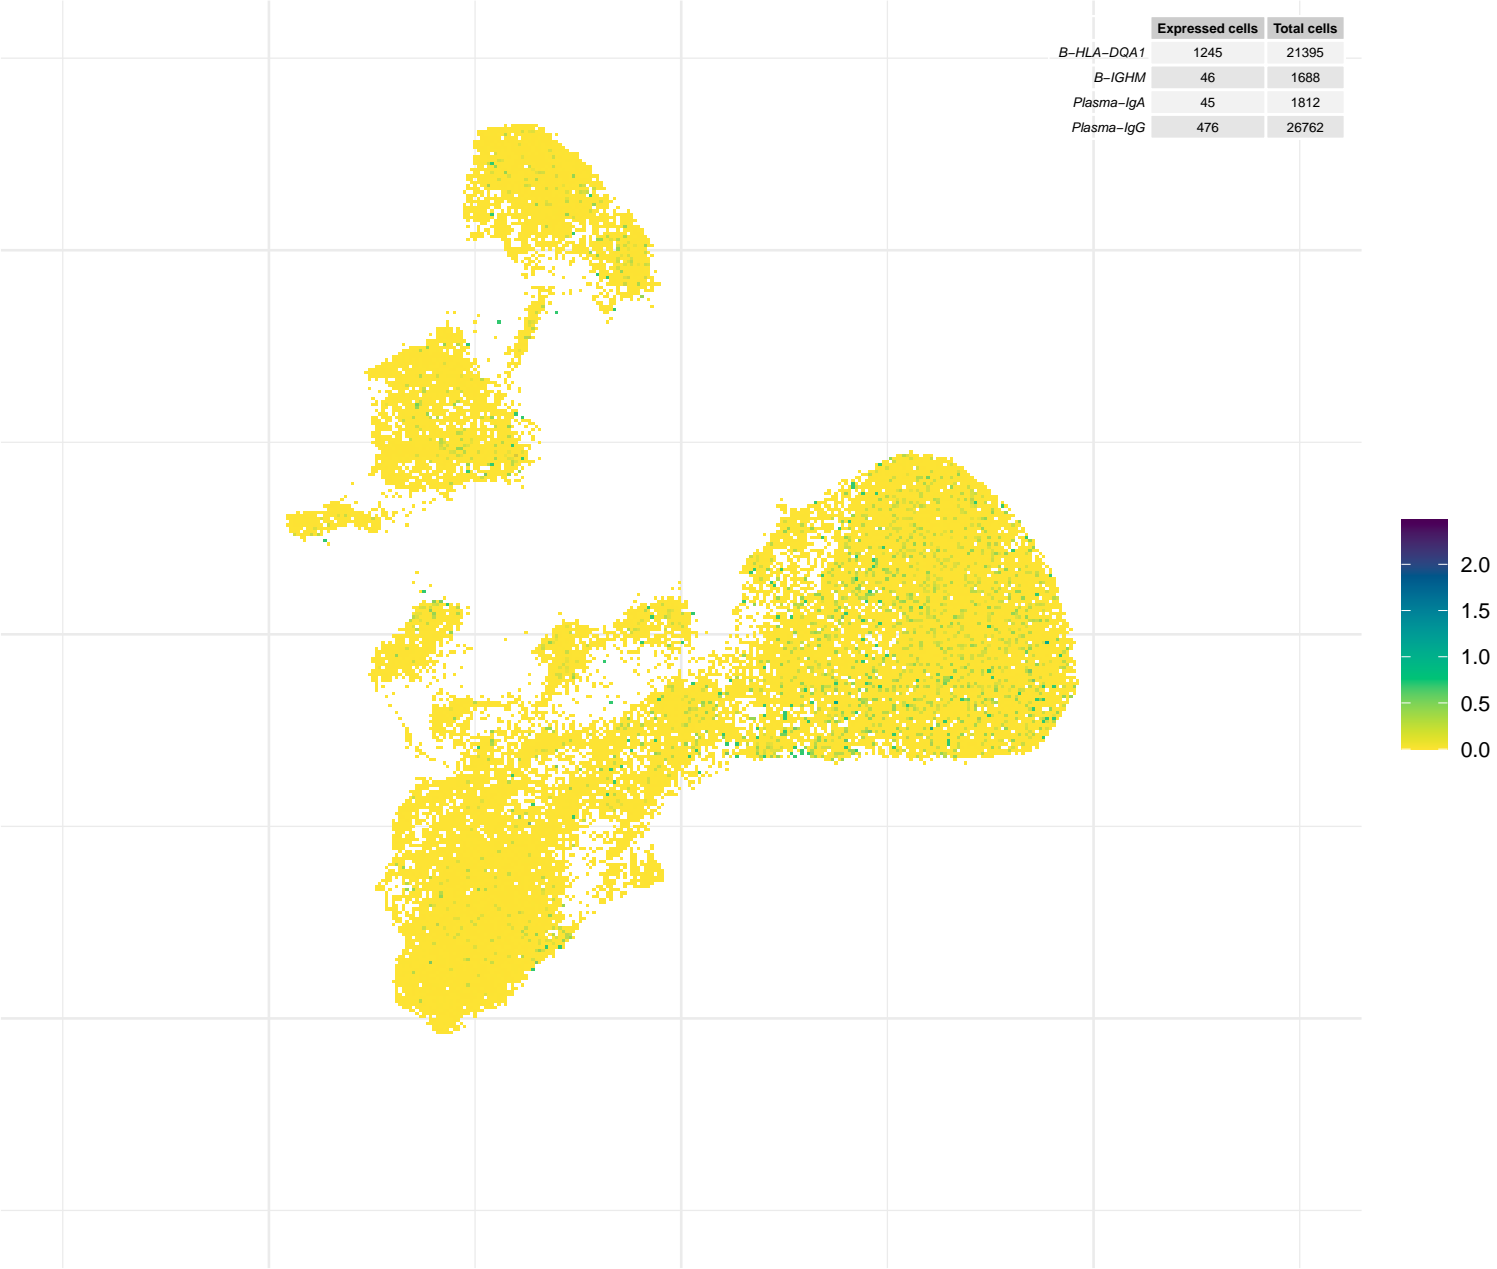 Expressed cells Total cells
B−HLA−DQA1 1245 21395
B−IGHM 46 1688
Plasma−IgA 45 1812
Plasma−IgG 476 26762
2.0
1.5
1.0
0.5
0.0